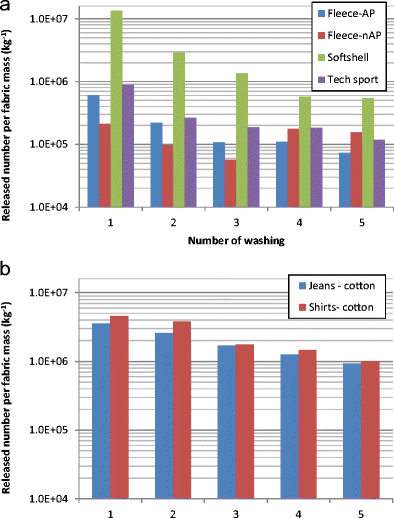 a
1.0E+07
1.0E+06
1.0E+05
1.0E+04
Released number per fabric mass (kg-1)
Fleece-AP
Fleece-nAP
Softshell
Tech sport
1 2 3 4 5
Number of washing
b
Jeans - cotton
Shirts- cotton
1.0E+07
1.0E+06
1.0E+05
1.0E+04
Released number per fabric mass (kg-1)
1 2 3 4 5